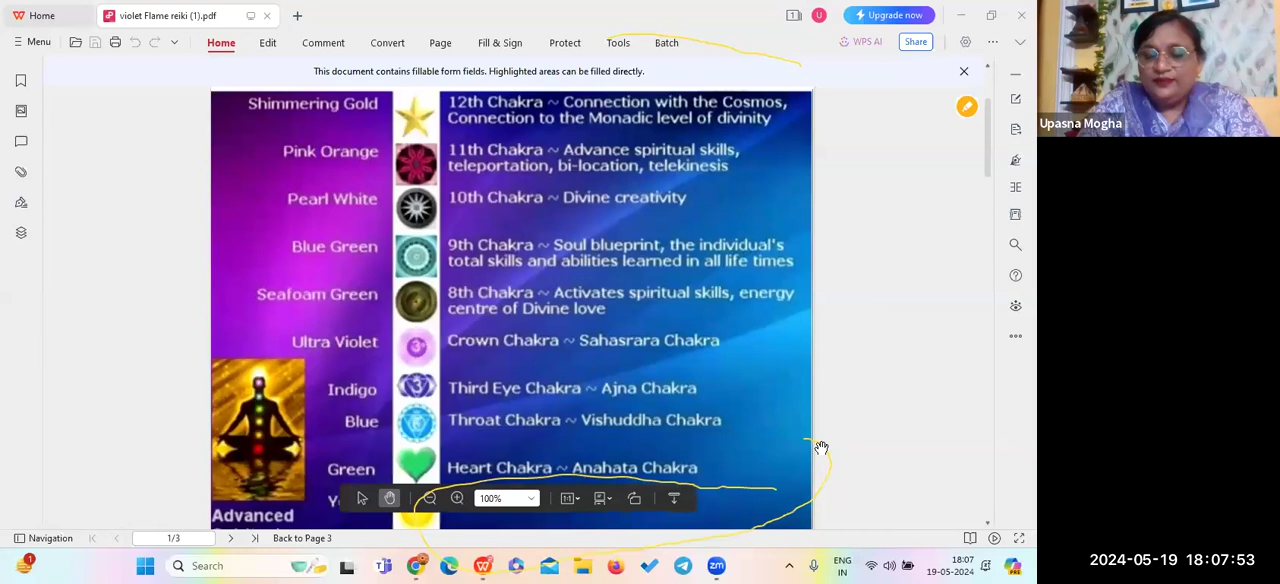 Home
violet Flame reiki (1).pdf
1
U
Upgrade now
Menu
Home
Edit
Comment
Convert
Page
Fill & Sign
Protect
Tools
Batch
WPS AI
Share
This document contains fillable form fields. Highlighted areas can be filled directly.
Upasna Mogha
Shimmering Gold
12th Chakra ~ Connection with the Cosmos,
Connection to the Monadic level of divinity
Pink Orange
11th Chakra ~ Advance spiritual skills,
teleportation, bi-location, telekinesis
Pearl White
10th Chakra ~ Divine creativity
Blue Green
9th Chakra ~ Soul blueprint, the individual's
total skills and abilities learned in all life times
Seafoam Green
8th Chakra ~ Activates spiritual skills, energy
centre of Divine love
Ultra Violet
Crown Chakra ~ Sahasrara Chakra
Indigo
Third Eye Chakra ~ Ajna Chakra
Blue
Throat Chakra ~ Vishuddha Chakra
Green
Heart Chakra ~ Anahata Chakra
100%
Advanced
Navigation
1/3
Back to Page 3
1
Search
ENG
IN
18:07
19-05-2024
2024-05-19 18:07:53